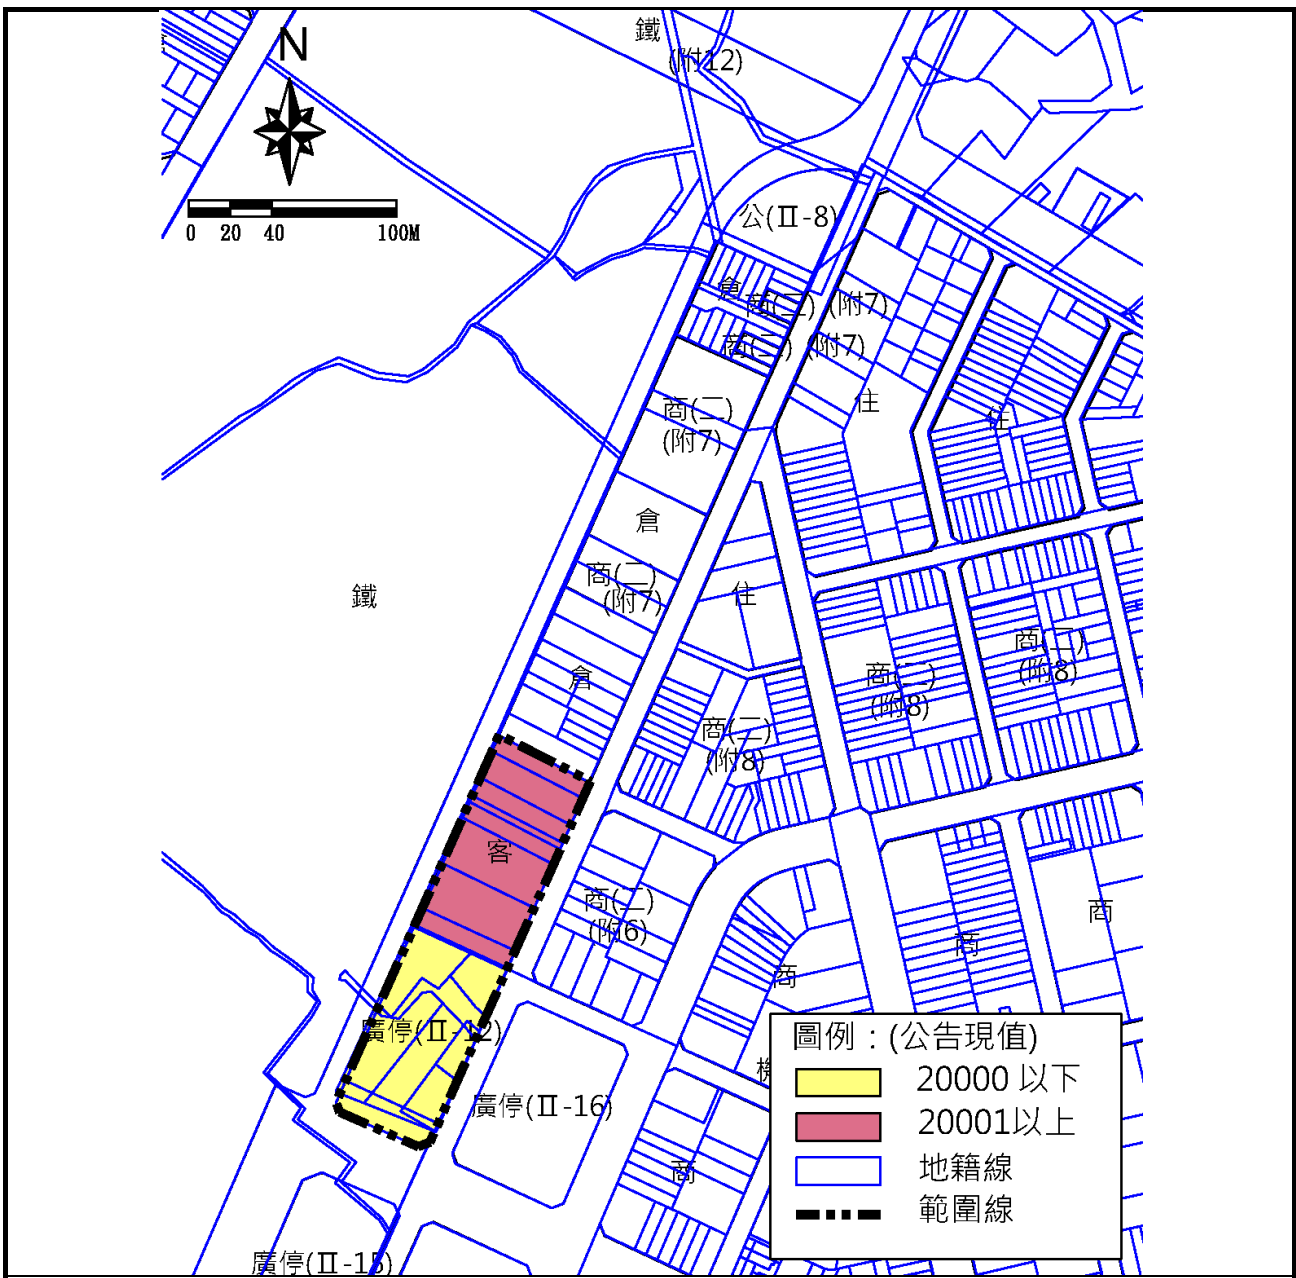 鐵
(附12)
N
0 20 40 100M
公(Ⅱ-8)
倉
商(二) (附7)
商(二) (附7)
商(二)
(附7)
住
住
倉
商(二)
(附7)
鐵
住
商(二)
(附8)
商(二)
(附8)
倉
商(二)
(附8)
客
商(二)
(附6)
商
商
商
廣停(Ⅱ-12)
圖例：(公告現值)
20000 以下
20001以上
地籍線
範圍線
廣停(Ⅱ-16)
商
廣停(Ⅱ-15)